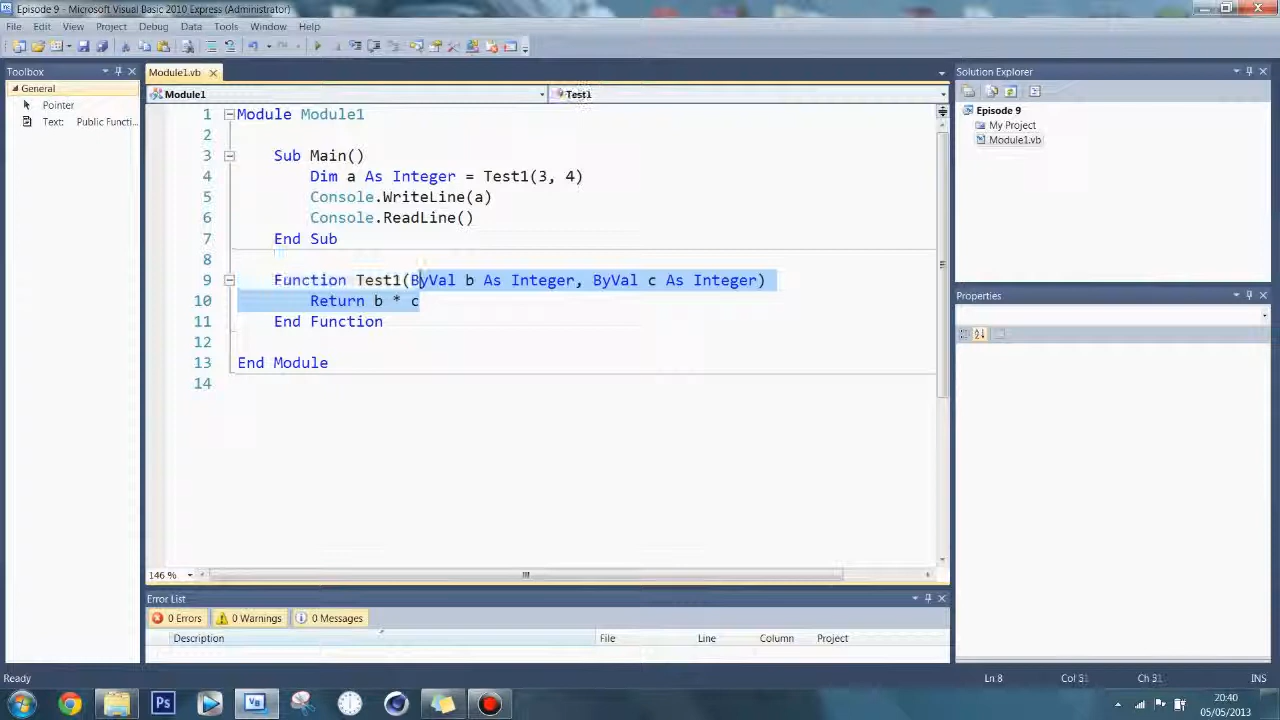 Episode 9 - Microsoft Visual Basic 2010 Express (Administrator)
File Edit View Project Debug Data Tools Window Help
Toolbox
General
Pointer
Text: Public Functi...
Module1.vb
Module1
Test1
1 Module Module1
2
3 Sub Main()
4 Dim a As Integer = Test1(3, 4)
5 Console.WriteLine(a)
6 Console.ReadLine()
7 End Sub
8
9 Function Test1(ByVal b As Integer, ByVal c As Integer)
10 Return b * c
11 End Function
12
13 End Module
14
146 %
Solution Explorer
Episode 9
My Project
Module1.vb
Properties
Error List
0 Errors 0 Warnings 0 Messages
Description File Line Column Project
Ready Ln 8 Col 31 Ch 31 INS
Ps VB
20:40
05/05/2013